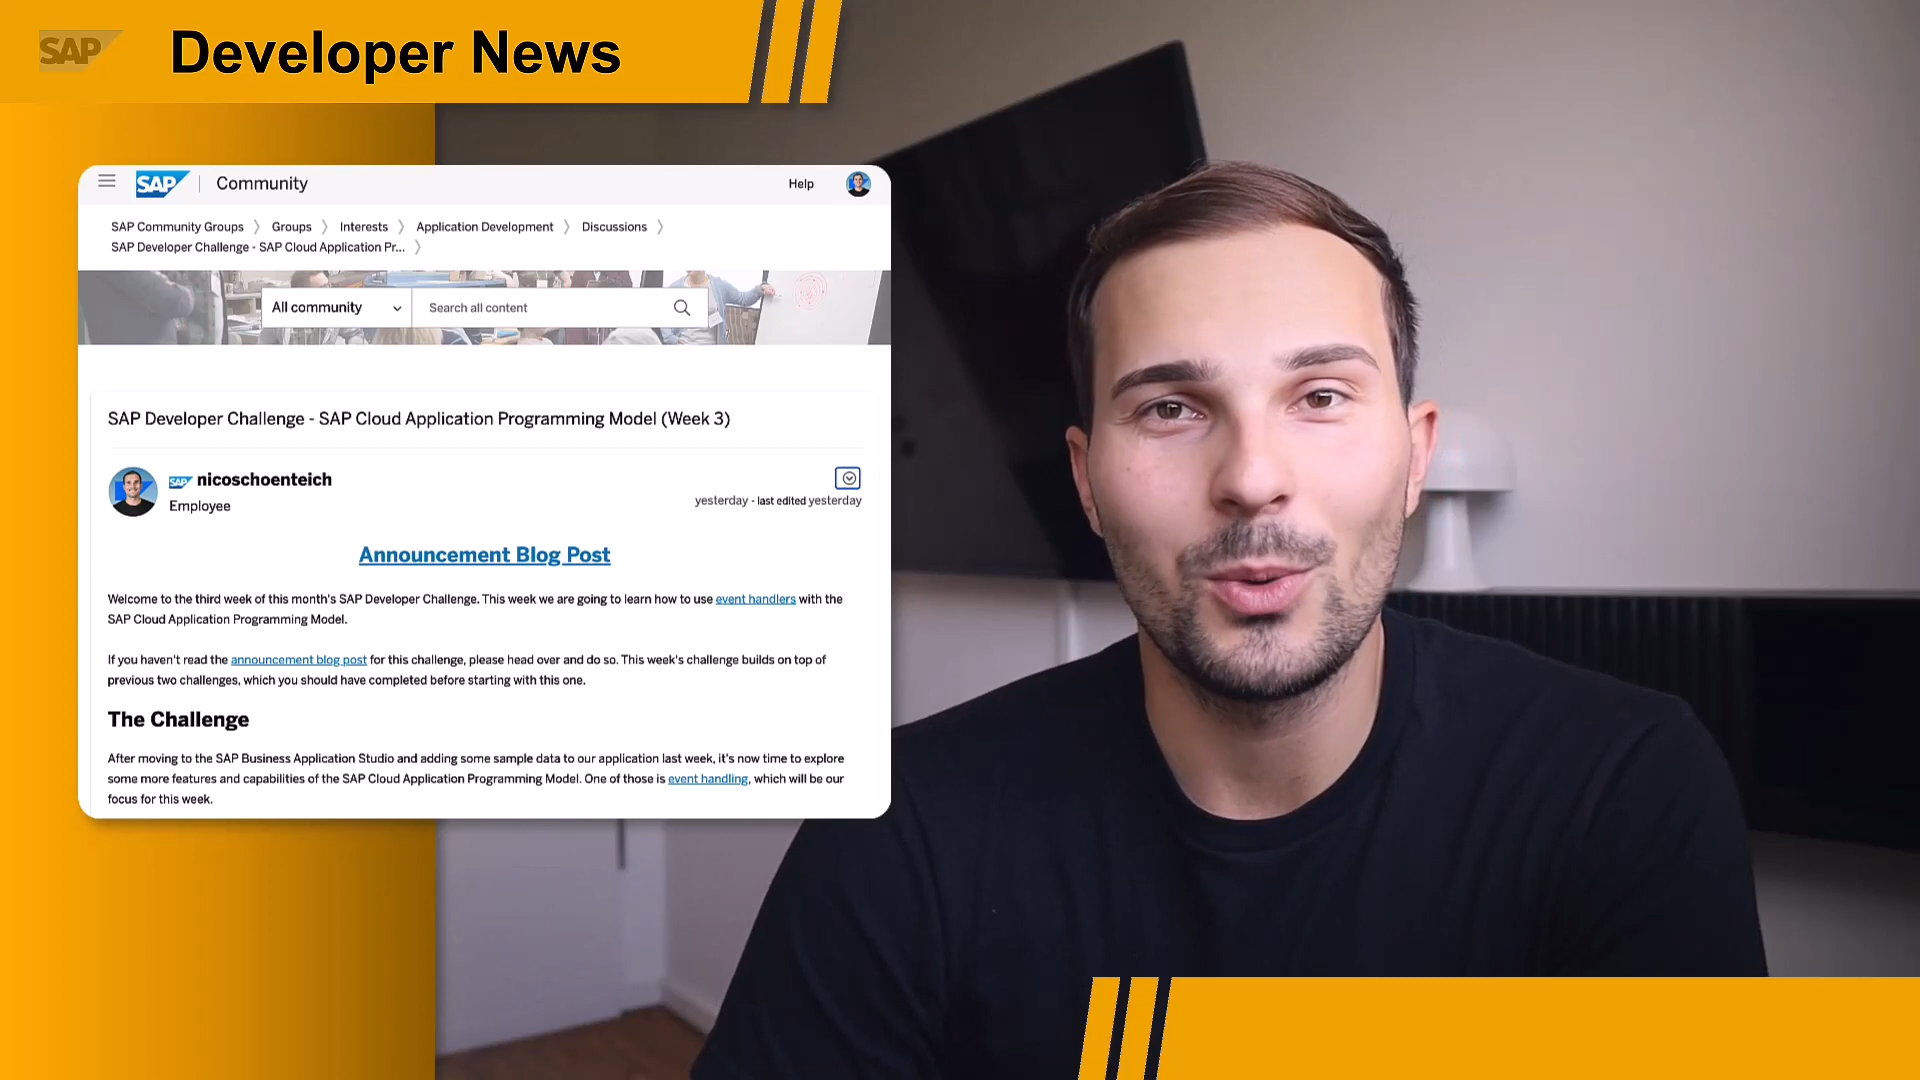 SAP Developer News
SAP Community Help
SAP Community Groups Groups Interests Application Development Discussions
SAP Developer Challenge - SAP Cloud Application Pr...
All community Search all content
SAP Developer Challenge - SAP Cloud Application Programming Model (Week 3)
SAP nicoschoenteich
Employee
yesterday - last edited yesterday
Announcement Blog Post
Welcome to the third week of this month's SAP Developer Challenge. This week we are going to learn how to use event handlers with the
SAP Cloud Application Programming Model.
If you haven't read the announcement blog post for this challenge, please head over and do so. This week's challenge builds on top of
previous two challenges, which you should have completed before starting with this one.
The Challenge
After moving to the SAP Business Application Studio and adding some sample data to our application last week, it's now time to explore
some more features and capabilities of the SAP Cloud Application Programming Model. One of those is event handling, which will be our
focus for this week.